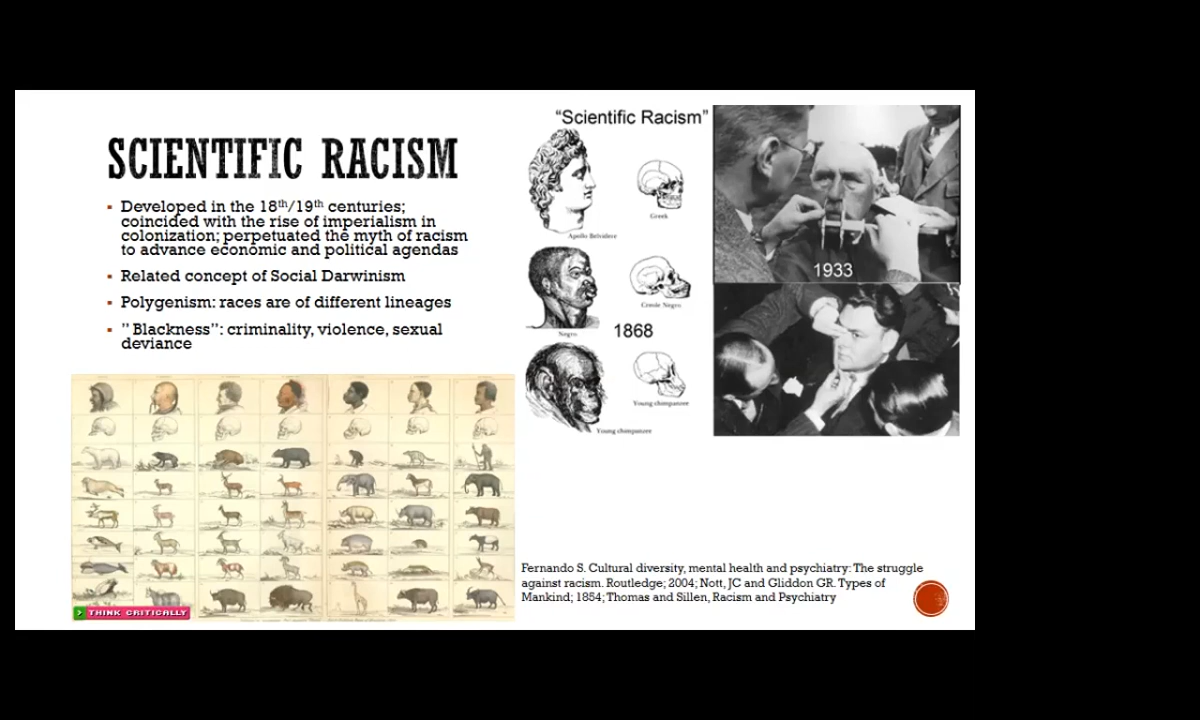 SCIENTIFIC RACISM
▪ Developed in the 18th/19th centuries;
coincided with the rise of imperialism in
colonization; perpetuated the myth of racism
to advance economic and political agendas
▪ Related concept of Social Darwinism
▪ Polygenism: races are of different lineages
▪ "Blackness": criminality, violence, sexual
deviance
"Scientific Racism"
Greek
Apollo Belvidere
Creole Negro
Negro
1868
Young chimpanzee
Young chimpanzee
1933
THINK CRITICALLY
Fernando S. Cultural diversity, mental health and psychiatry: The struggle
against racism. Routledge; 2004; Nott, JC and Gliddon GR. Types of
Mankind; 1854; Thomas and Sillen, Racism and Psychiatry